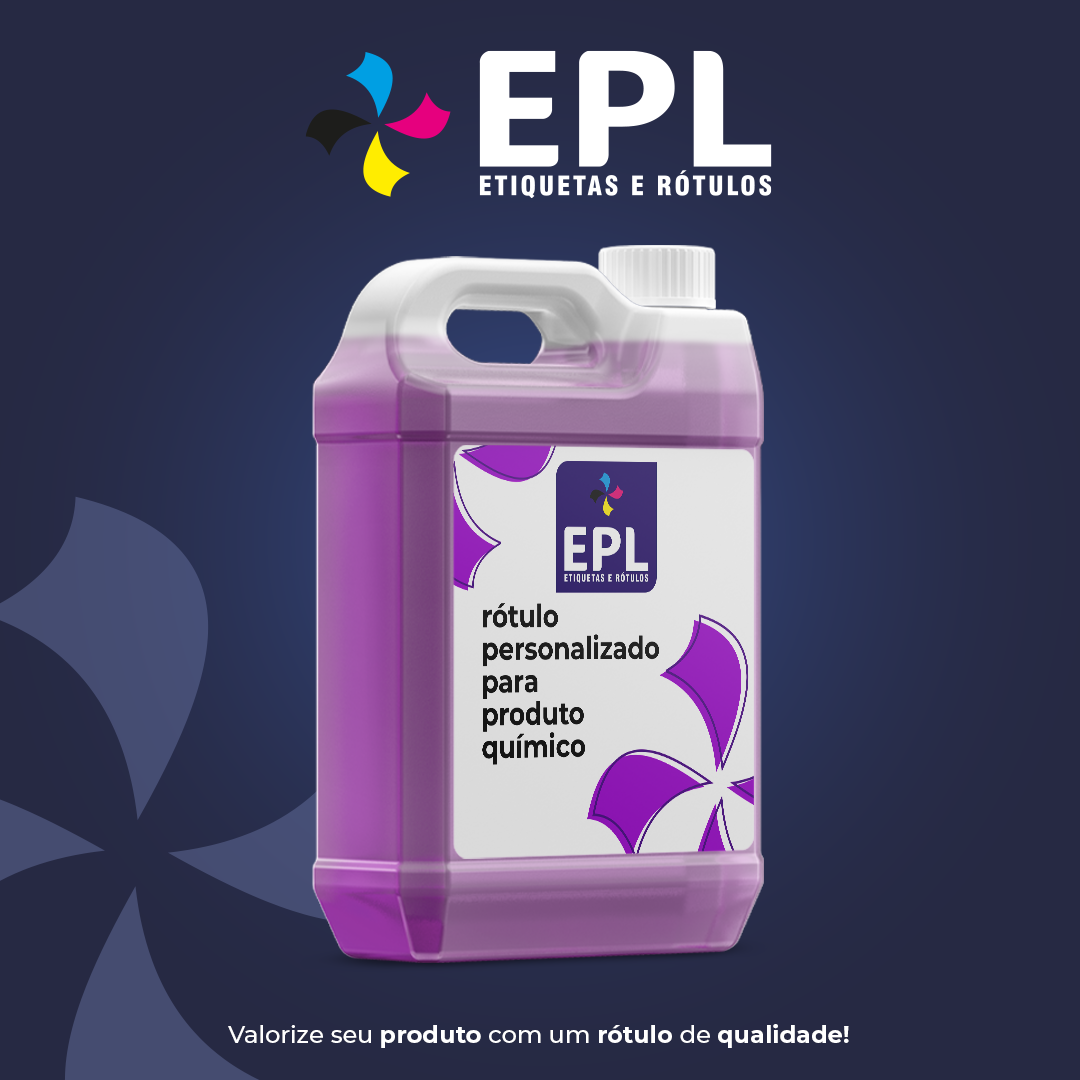 EPL
ETIQUETAS E RÓTULOS
EPL
ETIQUETAS E RÓTULOS
rótulo
personalizado
para
produto
químico
Valorize seu produto com um rótulo de qualidade!